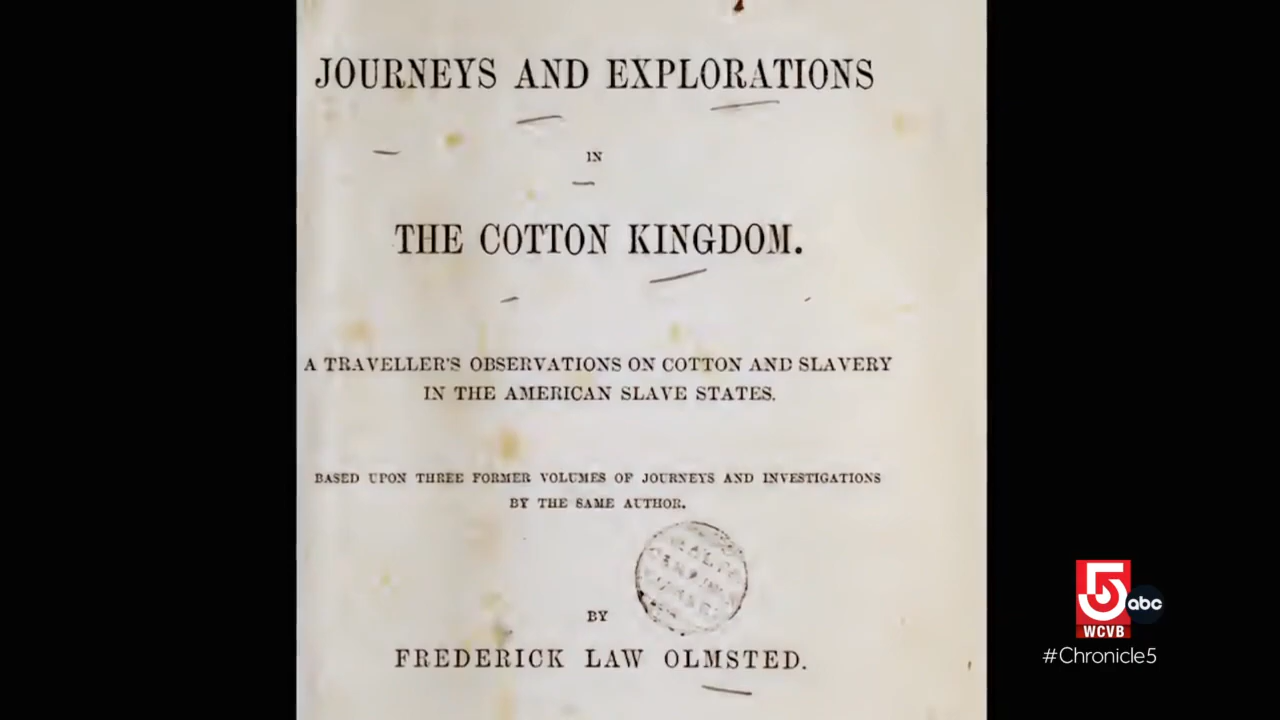 JOURNEYS AND EXPLORATIONS
IN
THE COTTON KINGDOM.
A TRAVELLER'S OBSERVATIONS ON COTTON AND SLAVERY
IN THE AMERICAN SLAVE STATES.
BASED UPON THREE FORMER VOLUMES OF JOURNEYS AND INVESTIGATIONS
BY THE SAME AUTHOR.
BY
FREDERICK LAW OLMSTED.
5
abc
WCVB
#Chronicle5